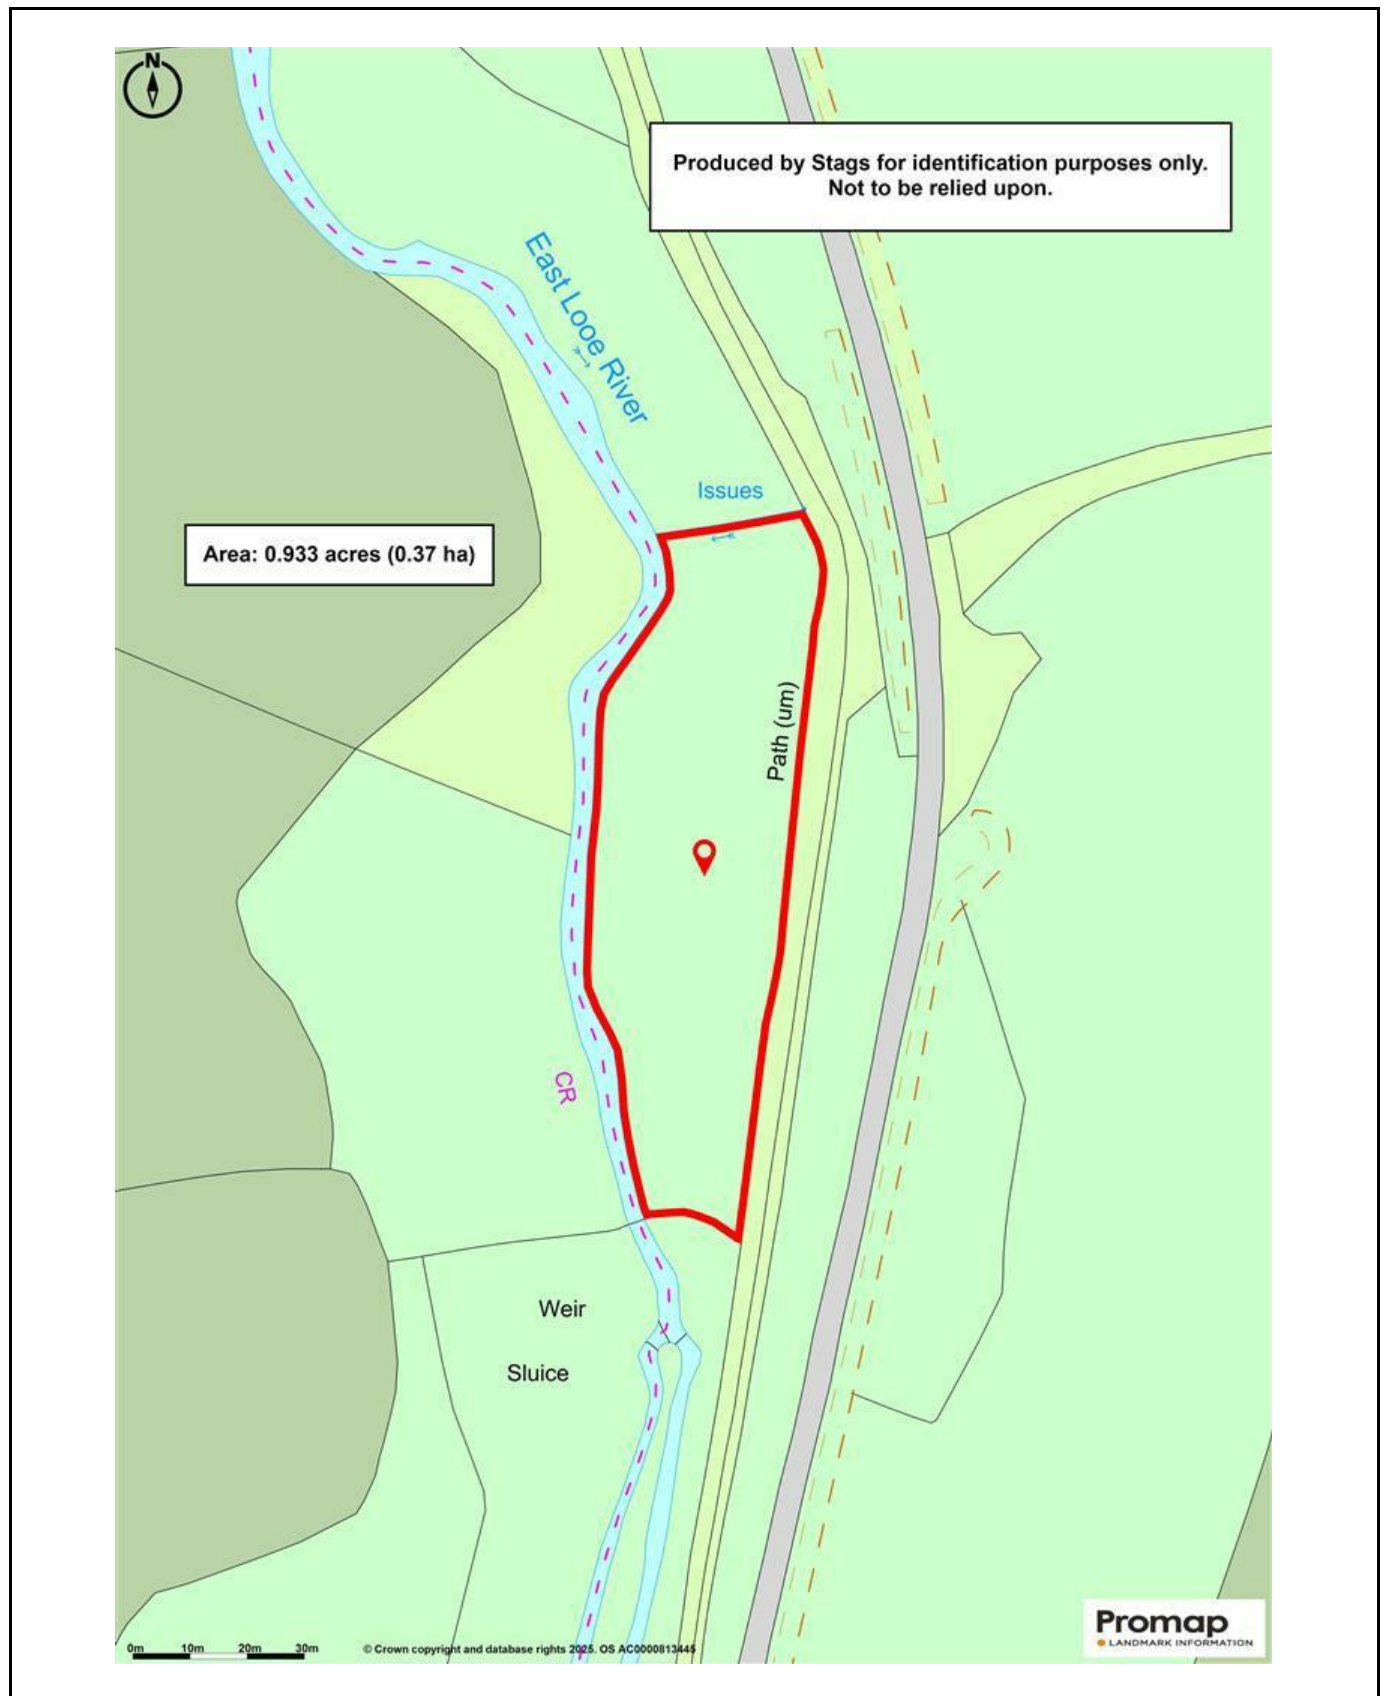 N
Produced by Stags for identification purposes only.
Not to be relied upon.
East Looe River
Issues
Area: 0.933 acres (0.37 ha)
Path (um)
CR
Weir
Sluice
0m 10m 20m 30m
© Crown copyright and database rights 2025. OS AC0000813445
Promap
LANDMARK INFORMATION